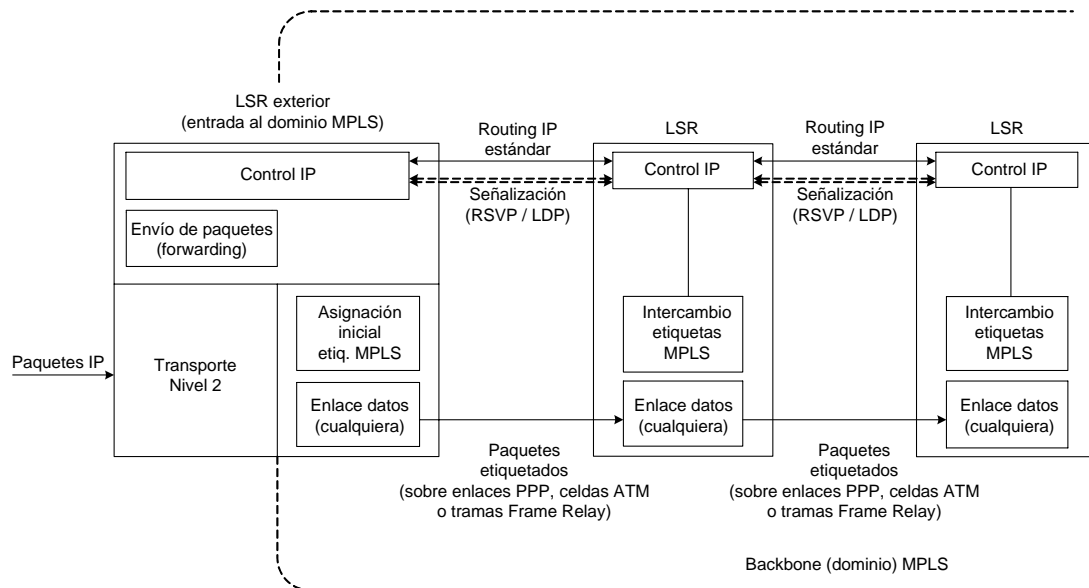 LSR exterior
(entrada al dominio MPLS)
Routing IP
estándar
LSR
Routing IP
estándar
LSR
Control IP
Control IP
Control IP
Señalización
(RSVP / LDP)
Señalización
(RSVP / LDP)
Envío de paquetes
(forwarding)
Asignación
inicial
etiq. MPLS
Intercambio
etiquetas
MPLS
Intercambio
etiquetas
MPLS
Paquetes IP
Transporte
Nivel 2
Enlace datos
(cualquiera)
Enlace datos
(cualquiera)
Enlace datos
(cualquiera)
Paquetes
etiquetados
(sobre enlaces PPP, celdas ATM
o tramas Frame Relay)
Paquetes
etiquetados
(sobre enlaces PPP, celdas ATM
o tramas Frame Relay)
Backbone (dominio) MPLS